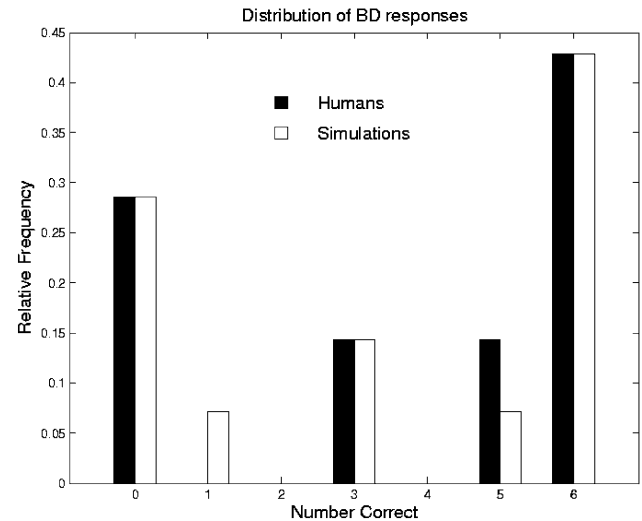 Distribution of BD responses
0.45
0.4
0.35
0.3
0.25
0.2
0.15
0.1
0.05
0
Relative Frequency
Humans
Simulations
0 1 2 3 4 5 6
Number Correct